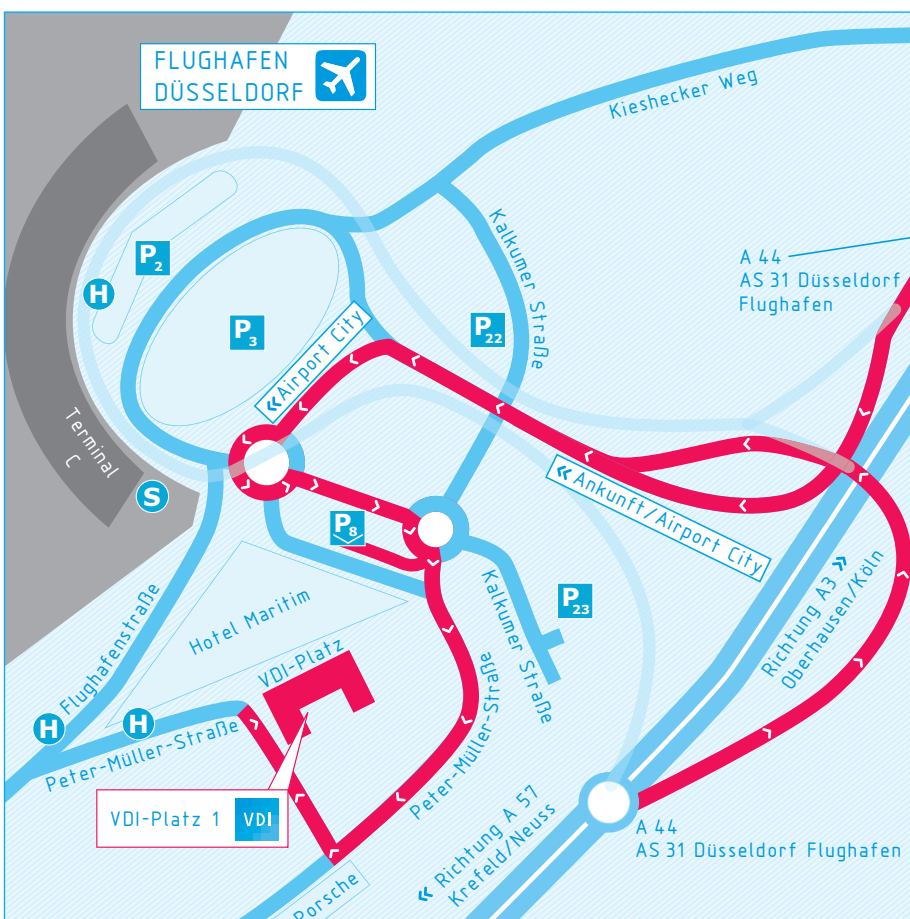 FLUGHAFEN
DÜSSELDORF
Kieshecker Weg
Kalkumer Straße
A 44
AS 31 Düsseldorf
Flughafen
P2
H
P3
P22
«Airport City
Terminal
C
S
« Ankunft/Airport City
P8
P23
Kalkumer Straße
Richtung A3 »
Oberhausen/Köln
Hotel Maritim
Flughafenstraße
VDI-Platz
H
H
Peter-Müller-Straße
Peter-Müller-Straße
VDI-Platz 1
VDI
« Richtung A 57
Krefeld/Neuss
A 44
AS 31 Düsseldorf Flughafen
Porsche